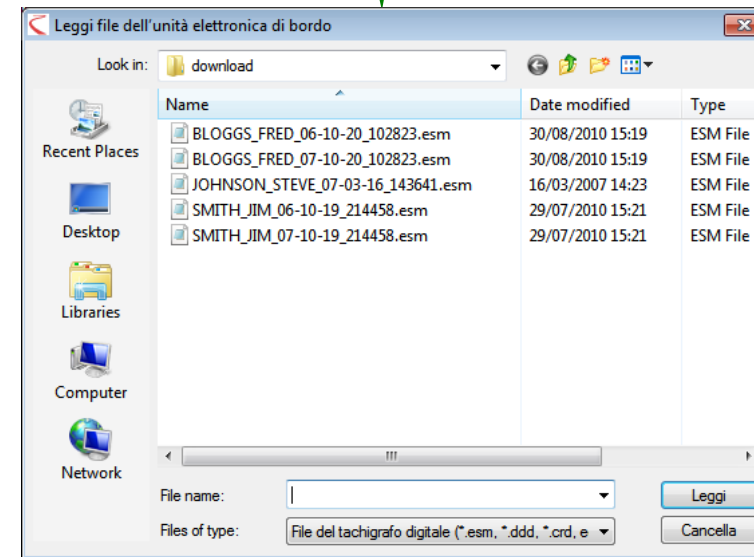 Leggi file dell'unità elettronica di bordo
Look in: download
Name Date modified Type
BLOGGS_FRED_06-10-20_102823.esm 30/08/2010 15:19 ESM File
BLOGGS_FRED_07-10-20_102823.esm 30/08/2010 15:19 ESM File
JOHNSON_STEVE_07-03-16_143641.esm 16/03/2007 14:23 ESM File
SMITH_JIM_06-10-19_214458.esm 29/07/2010 15:21 ESM File
SMITH_JIM_07-10-19_214458.esm 29/07/2010 15:21 ESM File
Recent Places
Desktop
Libraries
Computer
Network
File name: Leggi
Files of type: File del tachigrafo digitale (*.esm, *.ddd, *.crd, e Cancella